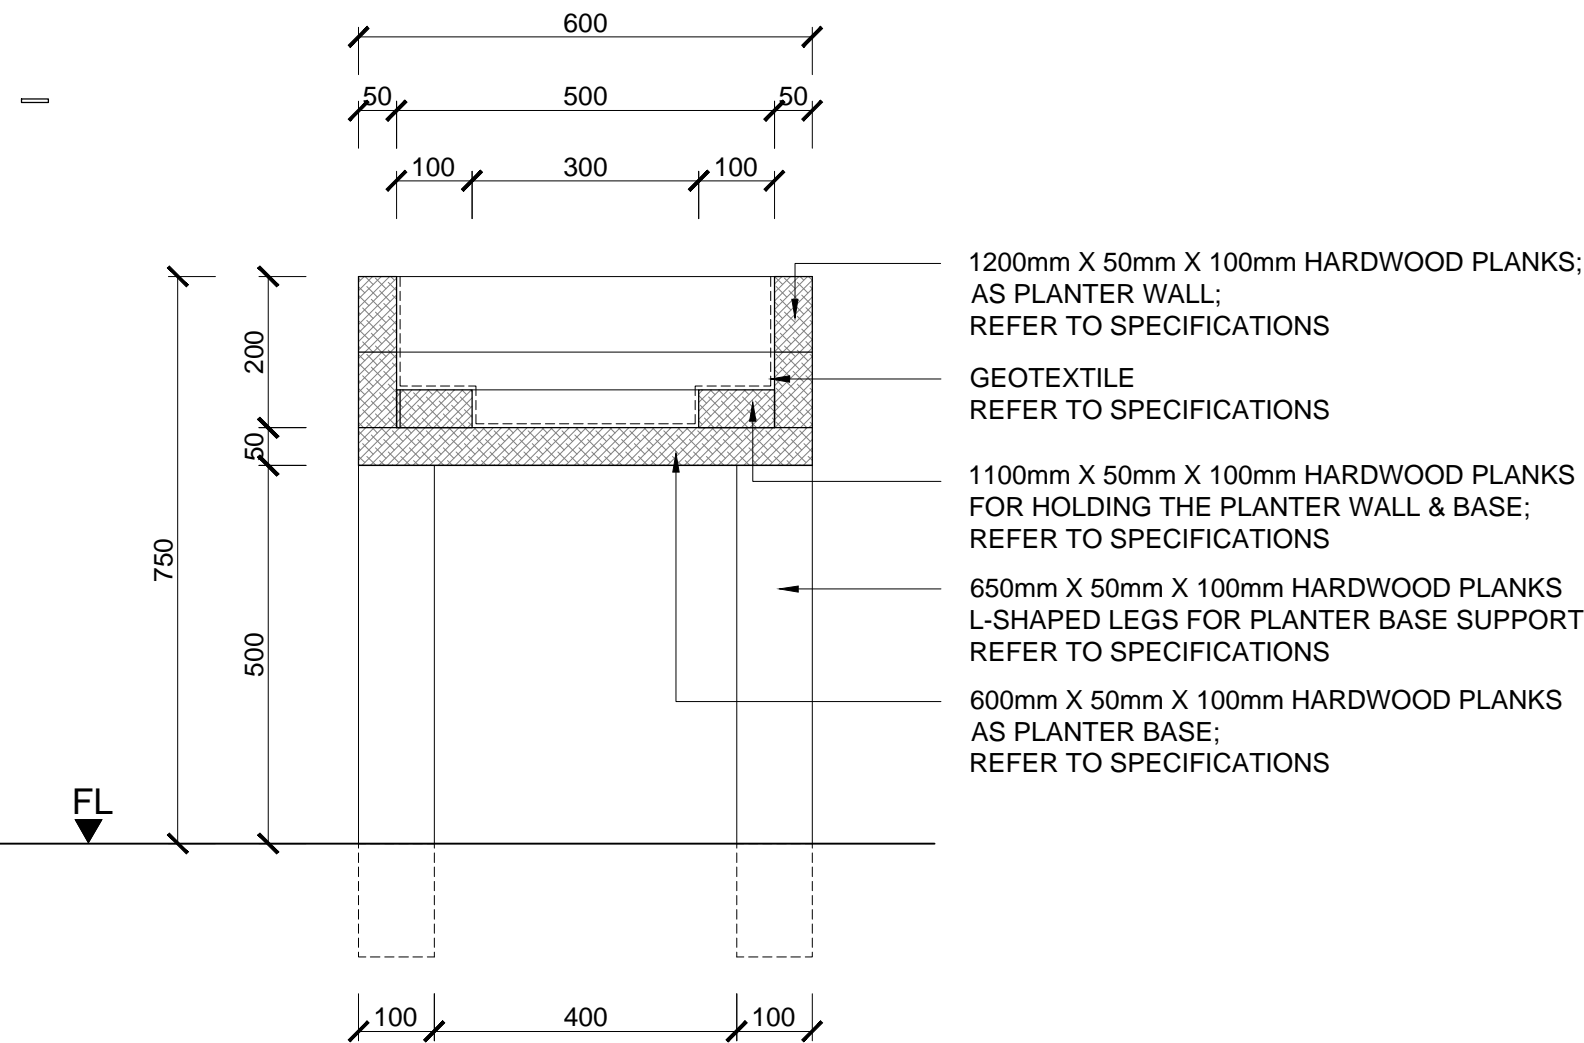 600
50 500 50
100 300 100
1200mm X 50mm X 100mm HARDWOOD PLANKS;
AS PLANTER WALL;
REFER TO SPECIFICATIONS
200
GEOTEXTILE
REFER TO SPECIFICATIONS
50
1100mm X 50mm X 100mm HARDWOOD PLANKS
FOR HOLDING THE PLANTER WALL & BASE;
REFER TO SPECIFICATIONS
750
650mm X 50mm X 100mm HARDWOOD PLANKS
L-SHAPED LEGS FOR PLANTER BASE SUPPORT
REFER TO SPECIFICATIONS
500
600mm X 50mm X 100mm HARDWOOD PLANKS
AS PLANTER BASE;
REFER TO SPECIFICATIONS
FL
100 400 100